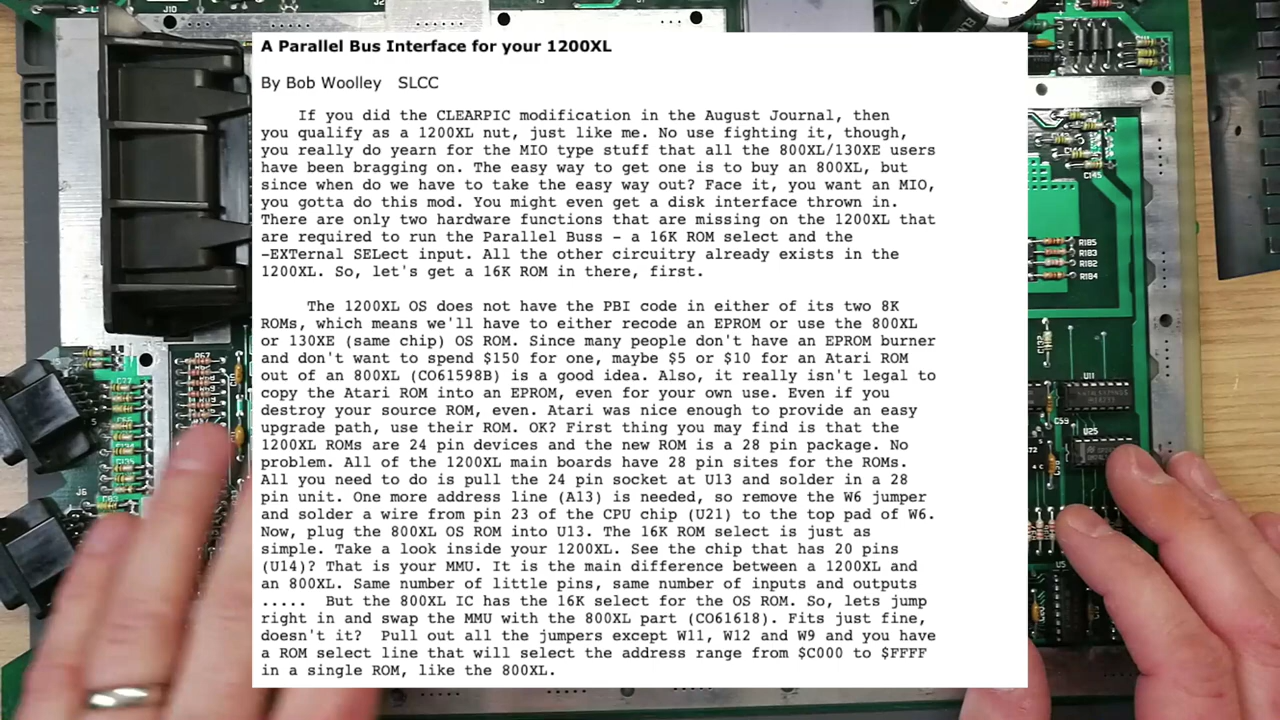 A Parallel Bus Interface for your 1200XL
By Bob Woolley SLCC
If you did the CLEARPIC modification in the August Journal, then
you qualify as a 1200XL nut, just like me. No use fighting it, though,
you really do yearn for the MIO type stuff that all the 800XL/130XE users
have been bragging on. The easy way to get one is to buy an 800XL, but
since when do we have to take the easy way out? Face it, you want an MIO,
you gotta do this mod. You might even get a disk interface thrown in.
There are only two hardware functions that are missing on the 1200XL that
are required to run the Parallel Buss - a 16K ROM select and the
-EXTernal SELect input. All the other circuitry already exists in the
1200XL. So, let's get a 16K ROM in there, first.
The 1200XL OS does not have the PBI code in either of its two 8K
ROMs, which means we'll have to either recode an EPROM or use the 800XL
or 130XE (same chip) OS ROM. Since many people don't have an EPROM burner
and don't want to spend $150 for one, maybe $5 or $10 for an Atari ROM
out of an 800XL (CO61598B) is a good idea. Also, it really isn't legal to
copy the Atari ROM into an EPROM, even for your own use. Even if you
destroy your source ROM, even. Atari was nice enough to provide an easy
upgrade path, use their ROM. OK? First thing you may find is that the
1200XL ROMs are 24 pin devices and the new ROM is a 28 pin package. No
problem. All of the 1200XL main boards have 28 pin sites for the ROMs.
All you need to do is pull the 24 pin socket at U13 and solder in a 28
pin unit. One more address line (A13) is needed, so remove the W6 jumper
and solder a wire from pin 23 of the CPU chip (U21) to the top pad of W6.
Now, plug the 800XL OS ROM into U13. The 16K ROM select is just as
simple. Take a look inside your 1200XL. See the chip that has 20 pins
(U14)? That is your MMU. It is the main difference between a 1200XL and
an 800XL. Same number of little pins, same number of inputs and outputs
..... But the 800XL IC has the 16K select for the OS ROM. So, lets jump
right in and swap the MMU with the 800XL part (CO61618). Fits just fine,
doesn't it? Pull out all the jumpers except W11, W12 and W9 and you have
a ROM select line that will select the address range from $C000 to $FFFF
in a single ROM, like the 800XL.
J10
C145
R185
R183
R182
R184
R67
C77
U11
C59
U25
J6
U5